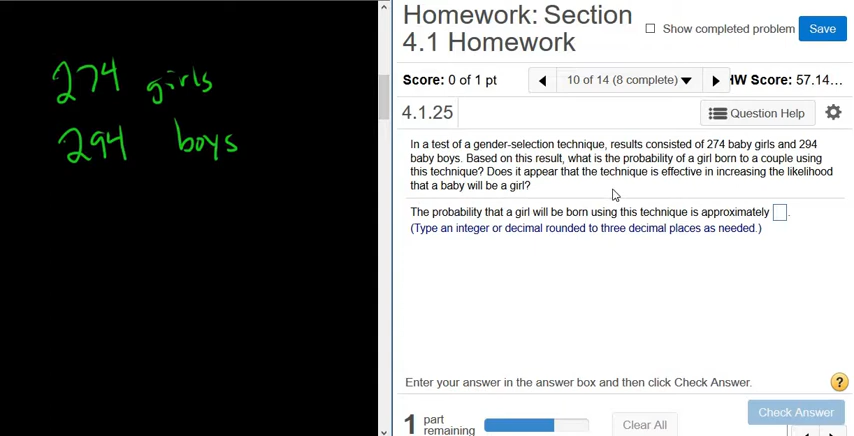 274 girls
294 boys
Homework: Section
4.1 Homework
Show completed problem
Save
Score: 0 of 1 pt
10 of 14 (8 complete)
HW Score: 57.14...
4.1.25
Question Help
In a test of a gender-selection technique, results consisted of 274 baby girls and 294
baby boys. Based on this result, what is the probability of a girl born to a couple using
this technique? Does it appear that the technique is effective in increasing the likelihood
that a baby will be a girl?
The probability that a girl will be born using this technique is approximately
.
(Type an integer or decimal rounded to three decimal places as needed.)
Enter your answer in the answer box and then click Check Answer.
?
1 part
remaining
Clear All
Check Answer